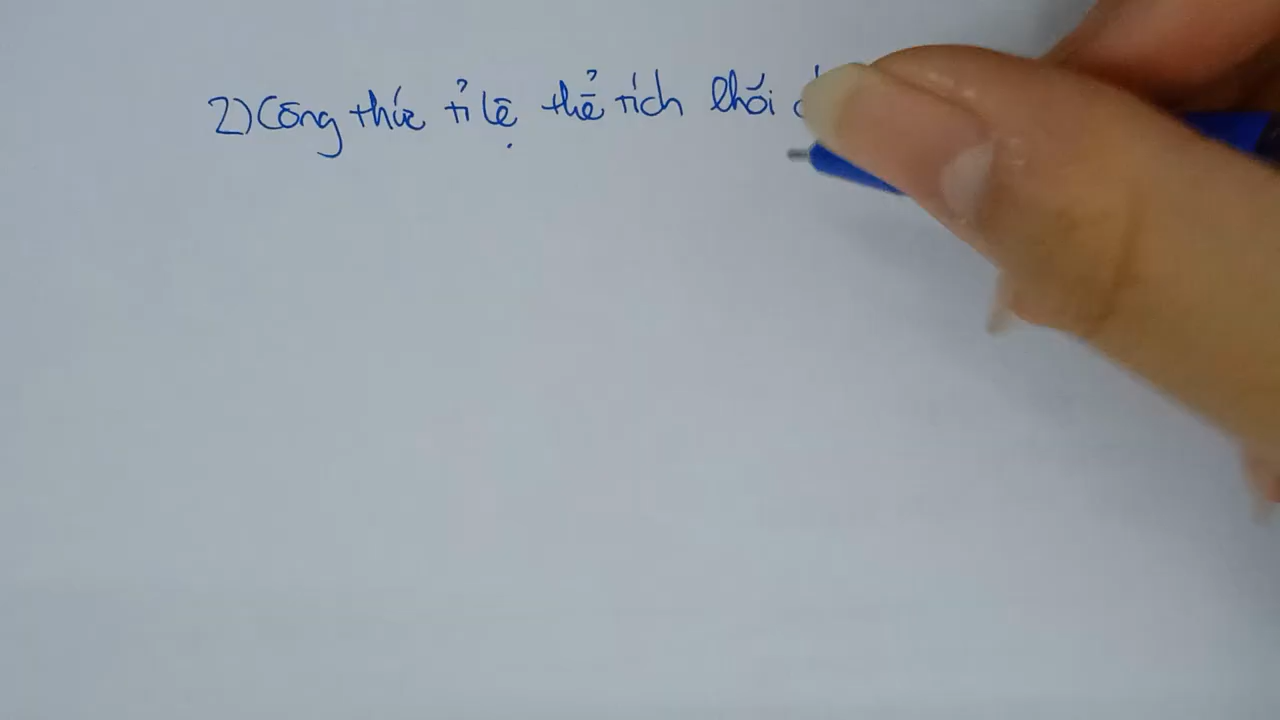 2) Công thức tỉ lệ thể tích khối